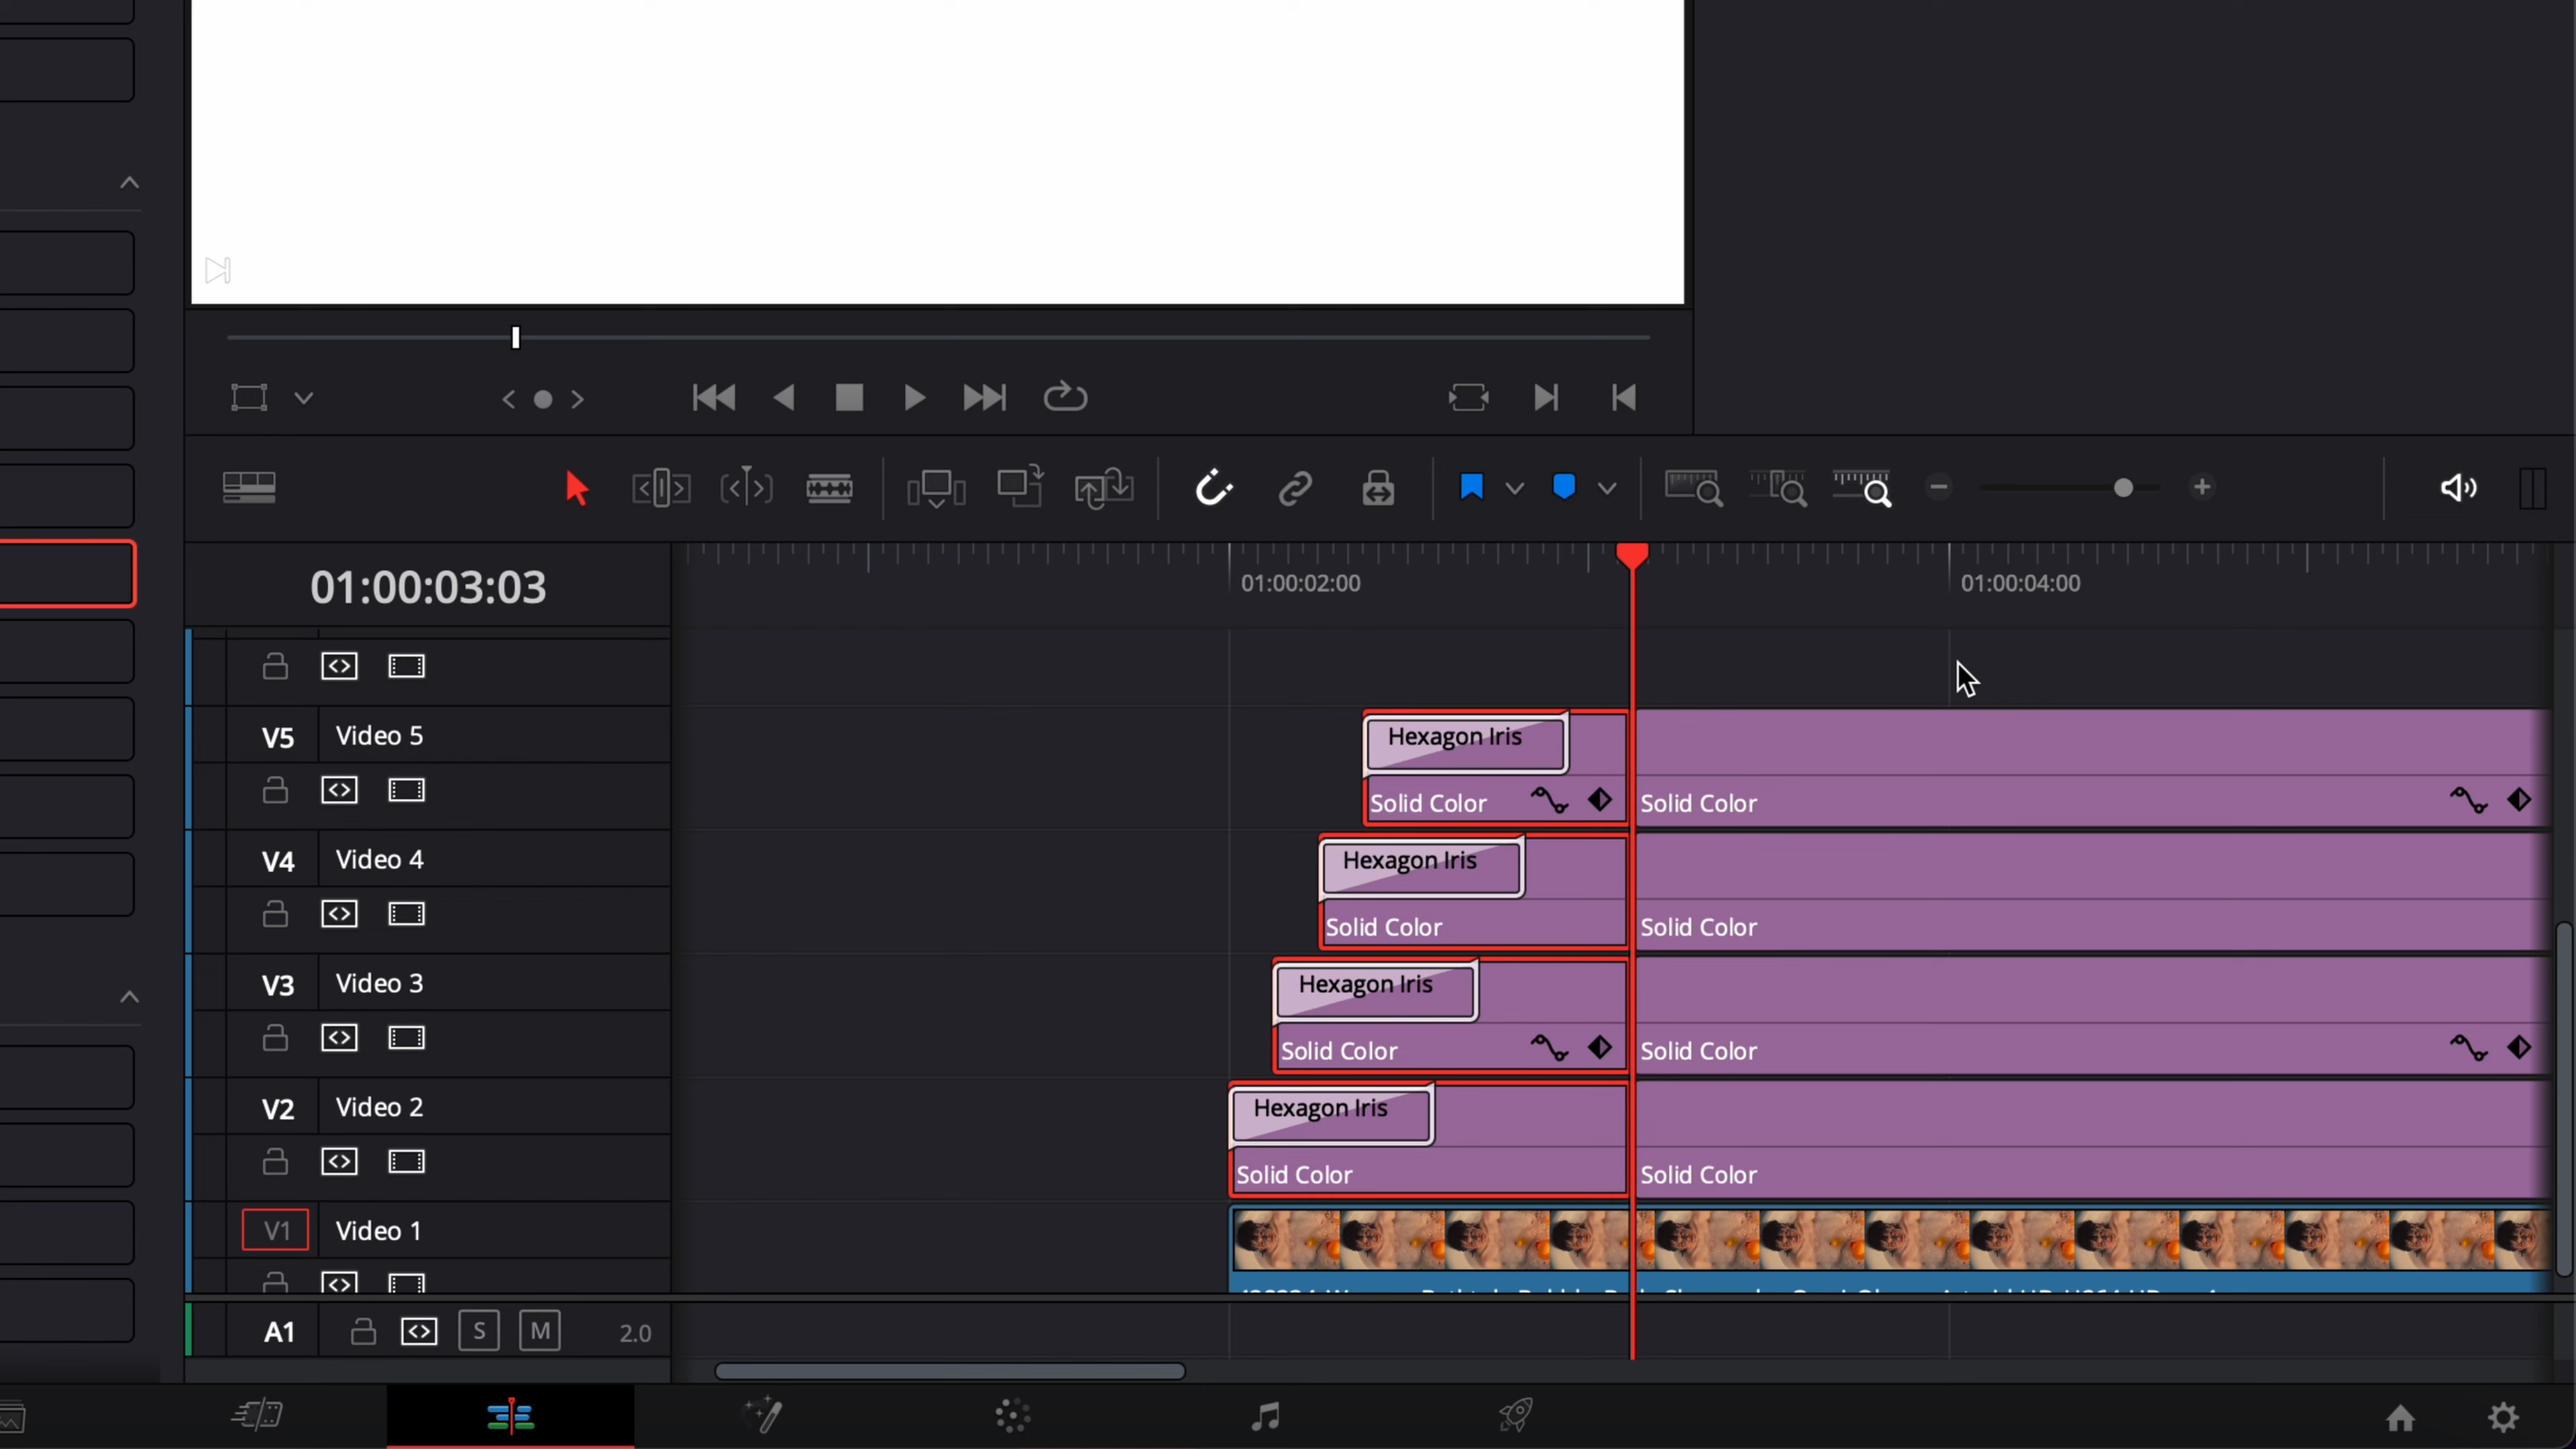 01:00:03:03
01:00:02:00
01:00:04:00
V5 Video 5
Hexagon Iris
Solid Color
Solid Color
V4 Video 4
Hexagon Iris
Solid Color
Solid Color
V3 Video 3
Hexagon Iris
Solid Color
Solid Color
V2 Video 2
Hexagon Iris
Solid Color
Solid Color
V1 Video 1
A1 S M 2.0